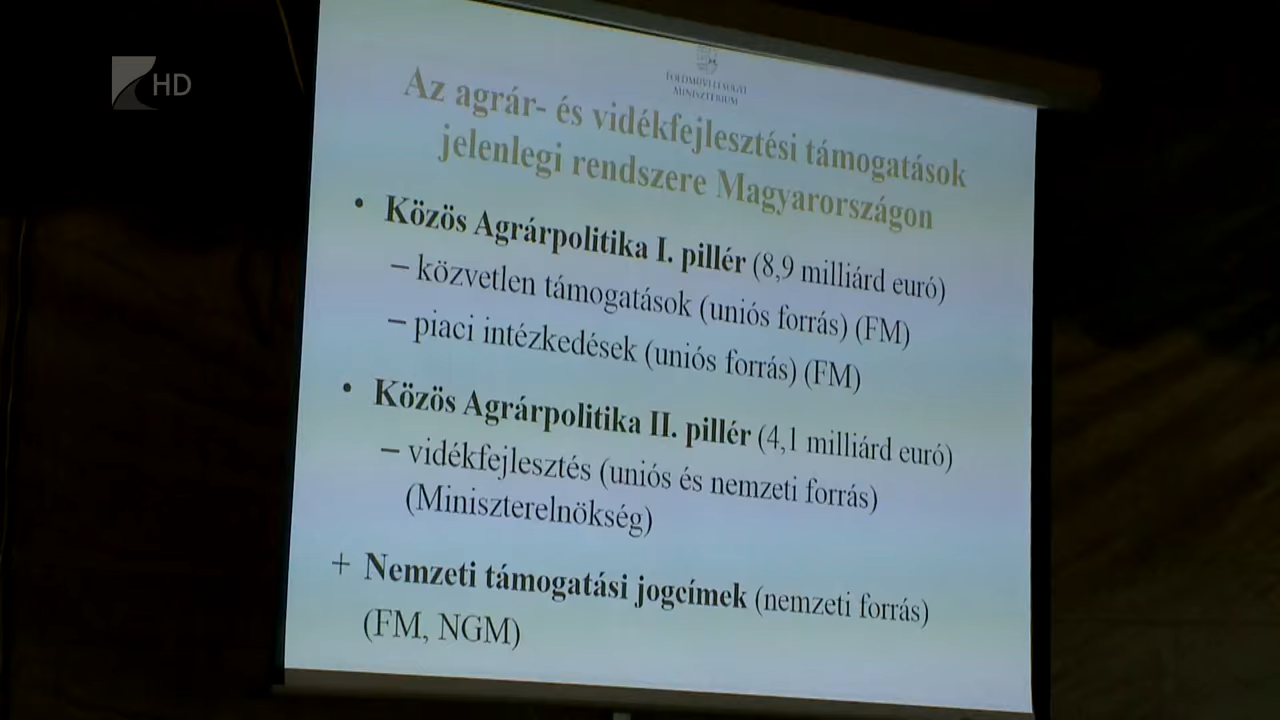 HD
FÖLDMŰVELÉSÜGYI
MINISZTÉRIUM
Az agrár- és vidékfejlesztési támogatások
jelenlegi rendszere Magyarországon
• Közös Agrárpolitika I. pillér (8,9 milliárd euró)
– közvetlen támogatások (uniós forrás) (FM)
– piaci intézkedések (uniós forrás) (FM)
• Közös Agrárpolitika II. pillér (4,1 milliárd euró)
– vidékfejlesztés (uniós és nemzeti forrás)
(Miniszterelnökség)
+ Nemzeti támogatási jogcímek (nemzeti forrás)
(FM, NGM)